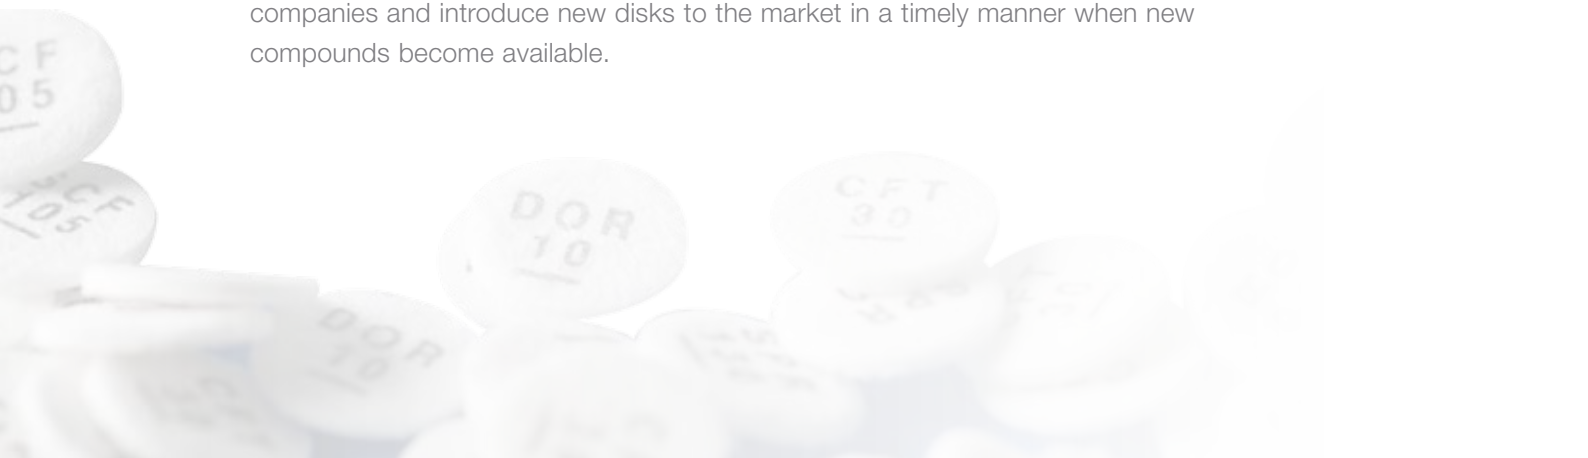 companies and introduce new disks to the market in a timely manner when new
compounds become available.
CF
05
CF
105
DOR
10
CFT
30
DOR
10